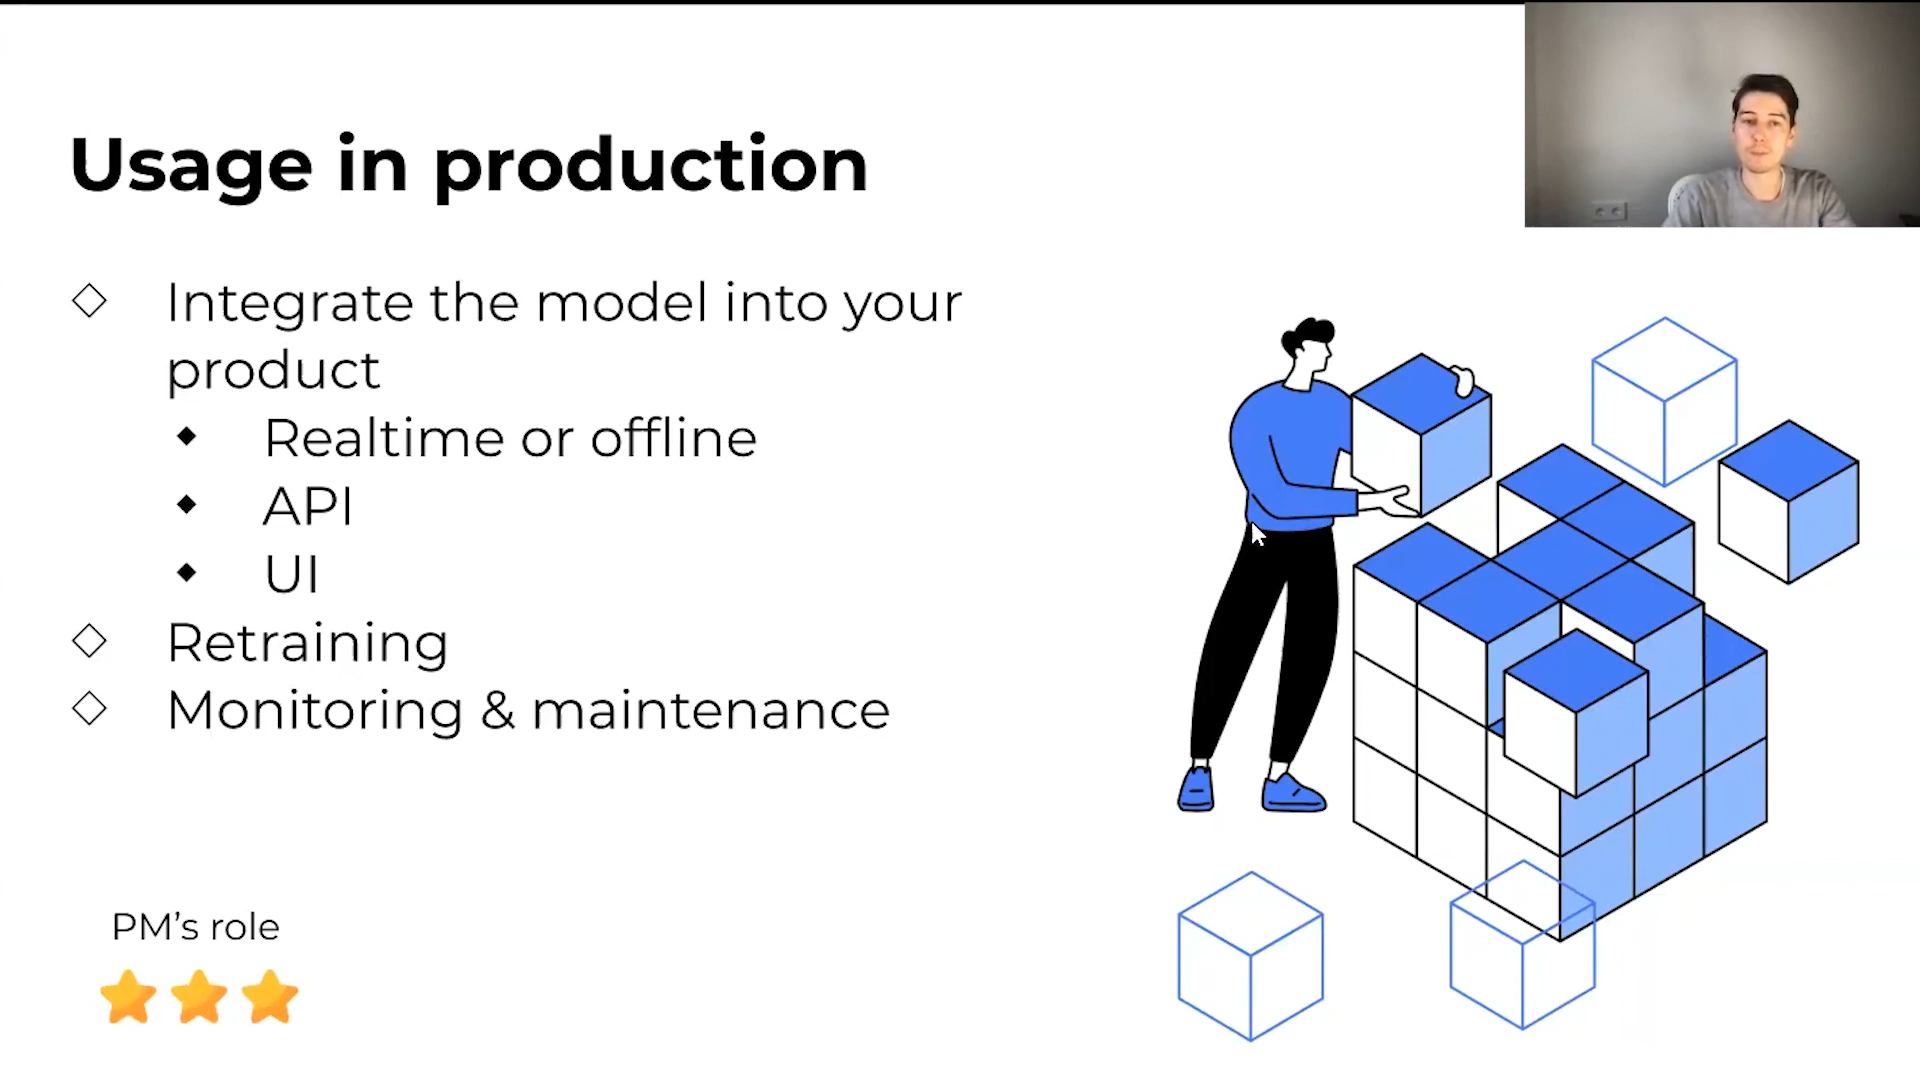 Usage in production
Integrate the model into your
product
Realtime or offline
API
UI
Retraining
Monitoring & maintenance
PM’s role